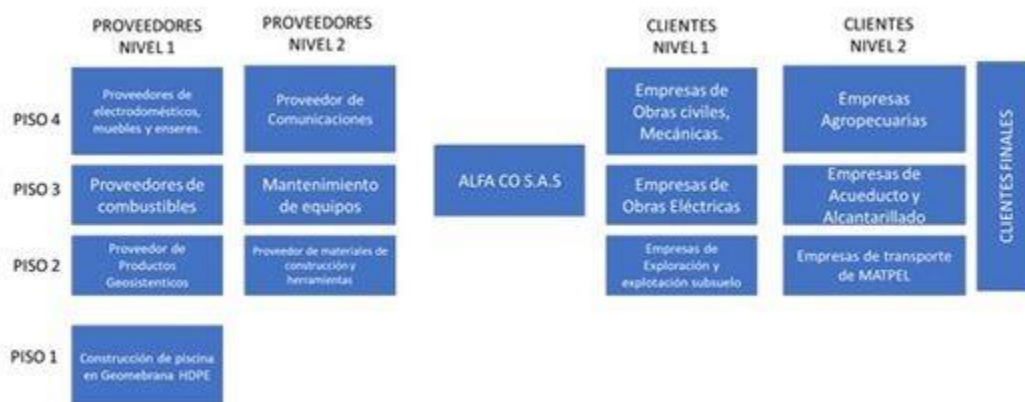 PROVEEDORES
NIVEL 1
PROVEEDORES
NIVEL 2
CLIENTES
NIVEL 1
CLIENTES
NIVEL 2
PISO 4
Proveedores de
electrodomésticos,
muebles y enseres.
Proveedor de
Comunicaciones
Empresas de
Obras civiles,
Mecánicas.
Empresas
Agropecuarias
PISO 3
Proveedores de
combustibles
Mantenimiento
de equipos
ALFA CO S.A.S
Empresas de
Obras Eléctricas
Empresas de
Acueducto y
Alcantarillado
CLIENTES FINALES
PISO 2
Proveedor de
Productos
Geosistenticos
Proveedor de materiales de
construcción y
herramientas
Empresas de
Exploración y
explotación subsuelo
Empresas de transporte
de MATPEL
PISO 1
Construcción de piscina
en Geomebrana HDPE